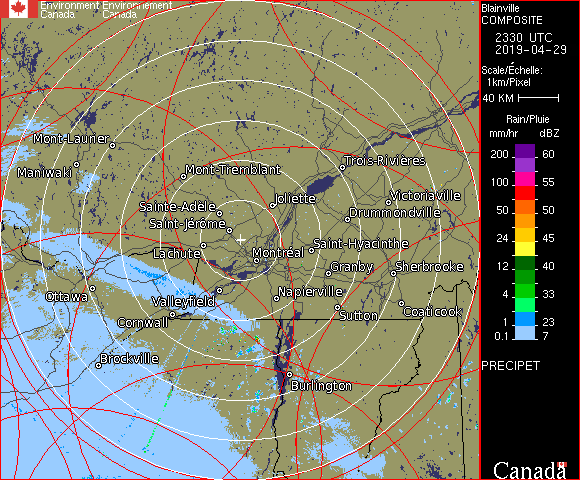 Environment Environnement
Canada Canada
Blainville
COMPOSITE
2330 UTC
2019-04-29
Scale/Échelle:
1km/Pixel
40 KM
Rain/Pluie
mm/hr dBZ
200 60
100 55
50 50
24 45
12 40
4 33
1 23
0.1 7
PRECIPET
Canada
Mont-Laurier
Maniwaki
Mont-Tremblant
Trois-Rivières
Sainte-Adele
Joliette
Victoriaville
Saint-Jérôme
Drummondville
Lachute
Montréal
Saint-Hyacinthe
Granby
Sherbrooke
Ottawa
Valleyfield
Napierville
Cornwall
Sutton
Coaticook
Brockville
Burlington